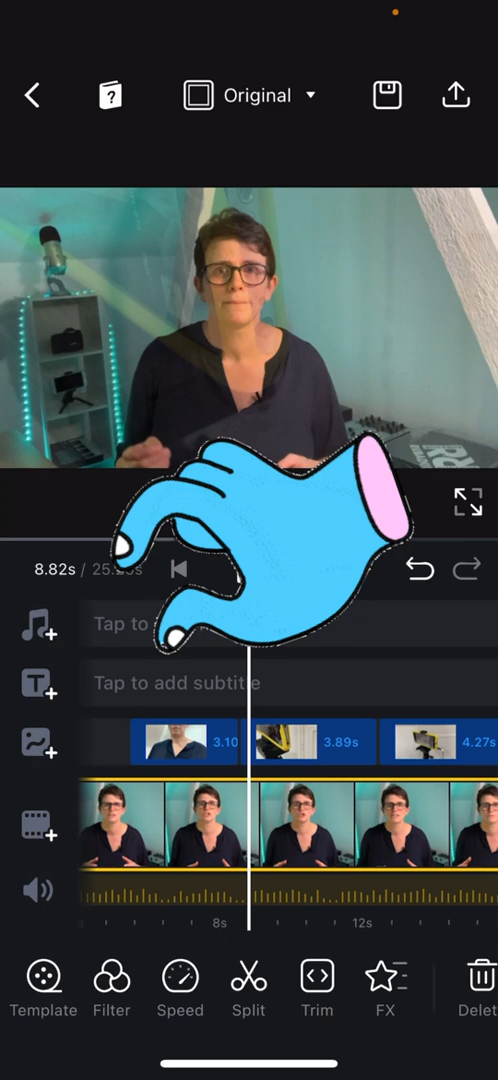 ?
Original
8.82s / 25.
Tap to
Tap to add subtitle
T
3.10
3.89s
4.27s
8s
12s
Template
Filter
Speed
Split
Trim
FX
Delet